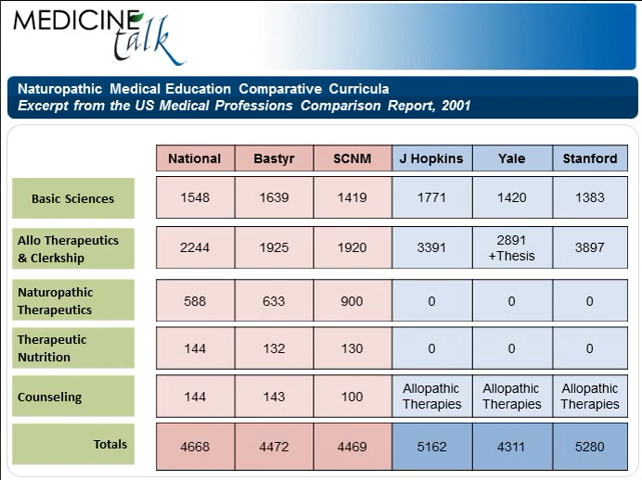 MEDICINE
talk
Naturopathic Medical Education Comparative Curricula
Excerpt from the US Medical Professions Comparison Report, 2001
National Bastyr SCNM J Hopkins Yale Stanford
Basic Sciences 1548 1639 1419 1771 1420 1383
Allo Therapeutics
& Clerkship 2244 1925 1920 3391 2891
+Thesis 3897
Naturopathic
Therapeutics 588 633 900 0 0 0
Therapeutic
Nutrition 144 132 130 0 0 0
Counseling 144 143 100 Allopathic
Therapies Allopathic
Therapies Allopathic
Therapies
Totals 4668 4472 4469 5162 4311 5280